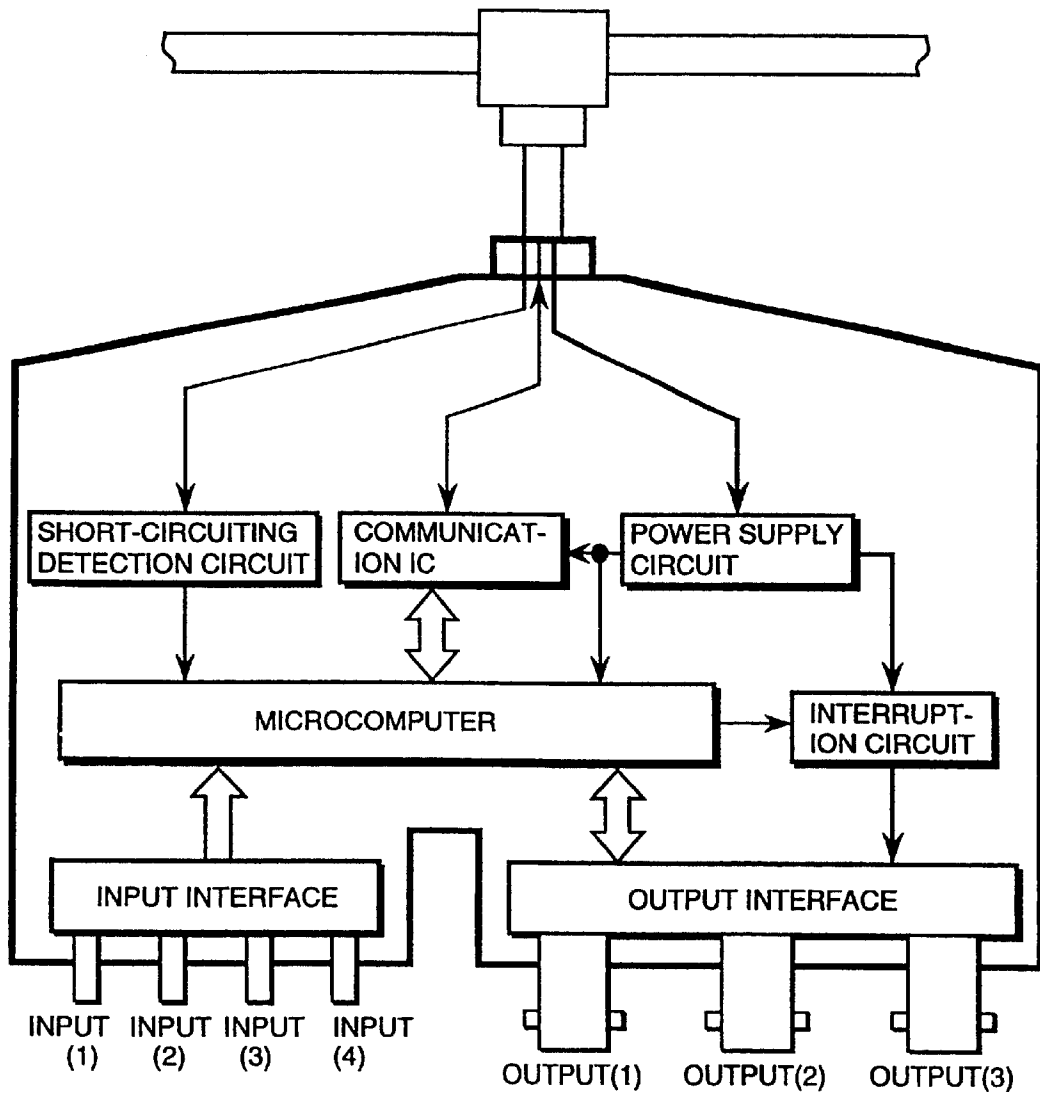 SHORT-CIRCUITING
DETECTION CIRCUIT
COMMUNICAT-
ION IC
POWER SUPPLY
CIRCUIT
MICROCOMPUTER
INTERRUPT-
ION CIRCUIT
INPUT INTERFACE
OUTPUT INTERFACE
INPUT
(1)
INPUT
(2)
INPUT
(3)
INPUT
(4)
OUTPUT(1)
OUTPUT(2)
OUTPUT(3)